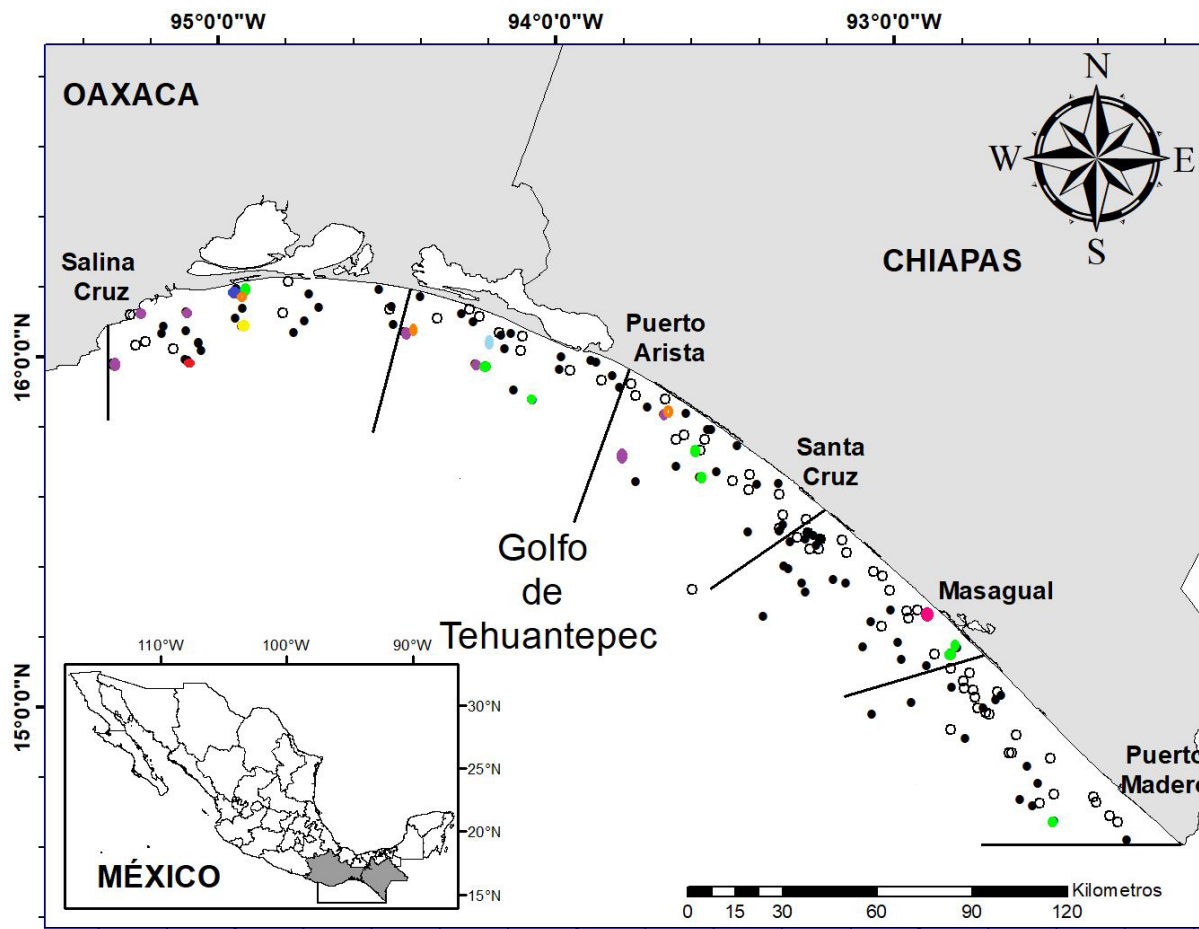 95°0'0"W
94°0'0"W
93°0'0"W
OAXACA
N
W
E
S
CHIAPAS
Salina
Cruz
Puerto
Arista
16°0'0"N
Santa
Cruz
Golfo
de
Tehuantepec
Masagual
110°W
100°W
90°W
15°0'0"N
30°N
25°N
20°N
15°N
MÉXICO
Puerto
Madero
Kilometros
0 15 30 60 90 120